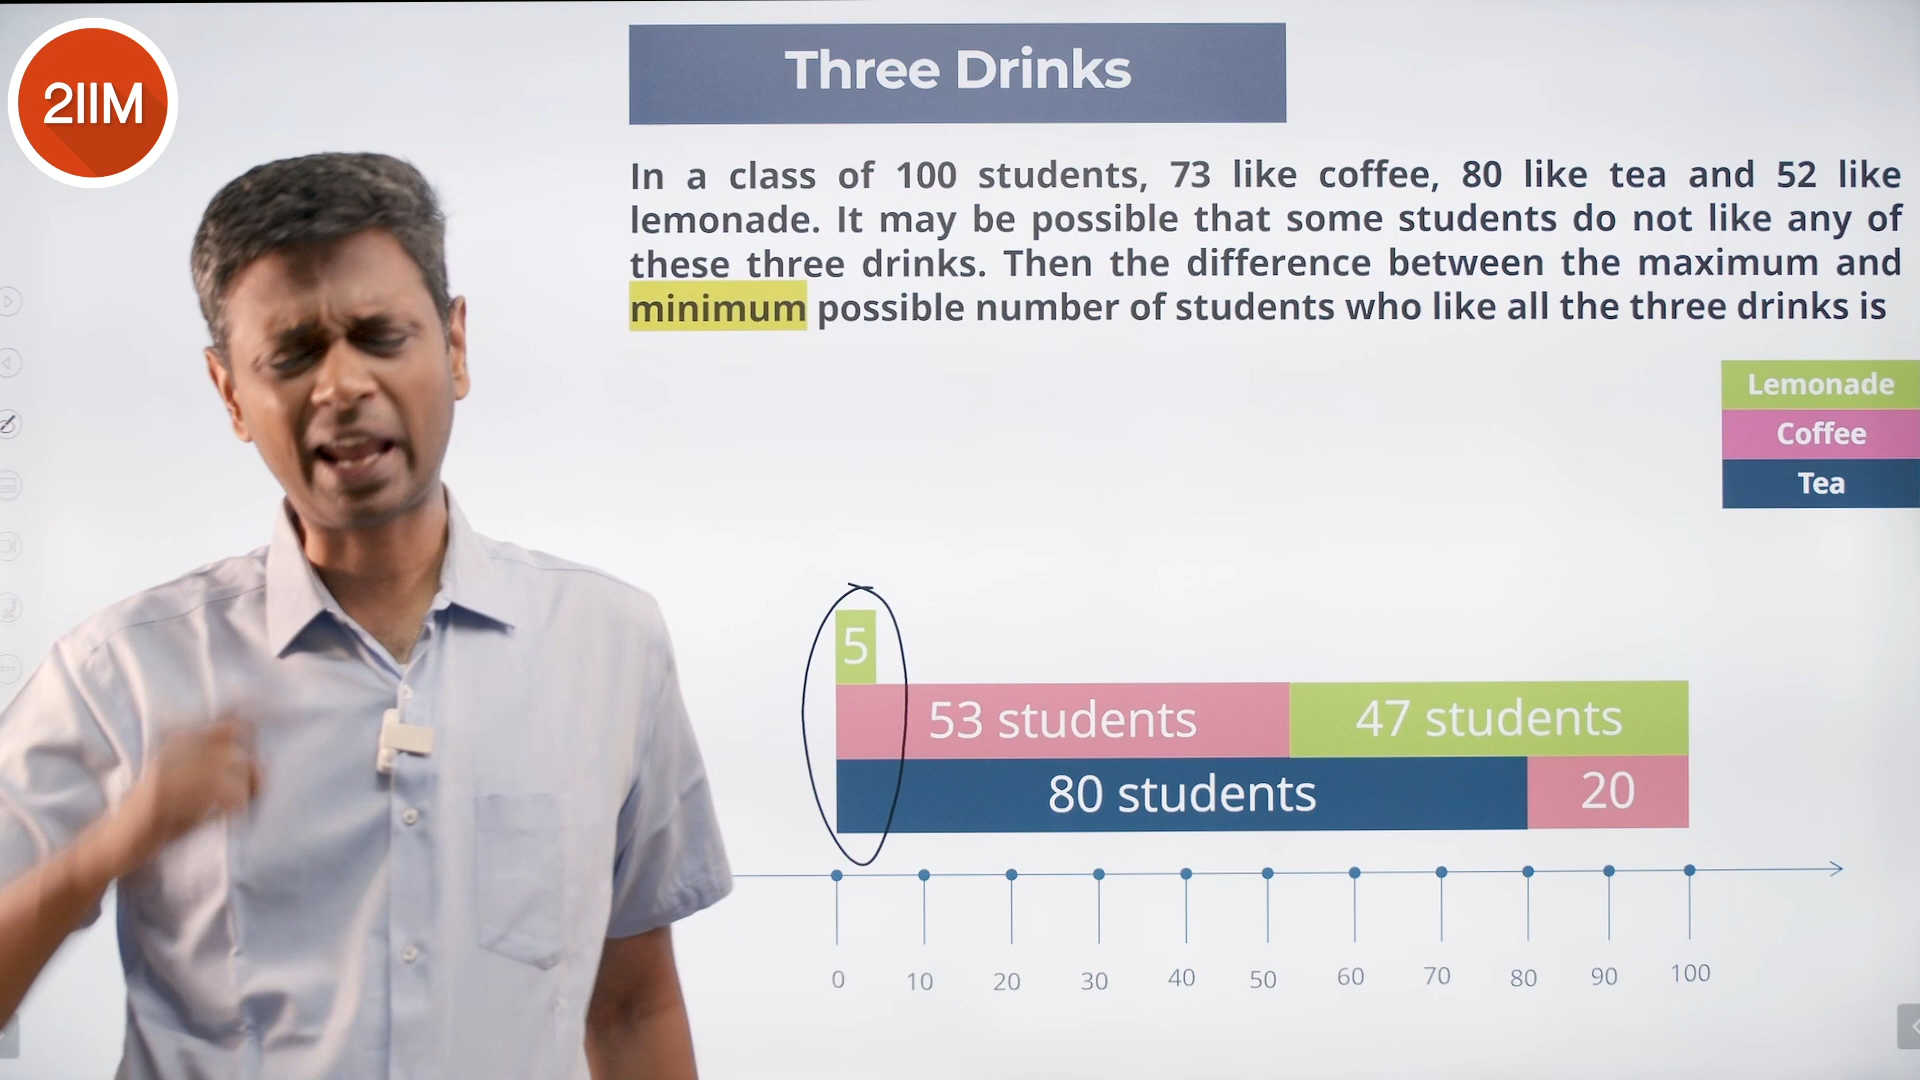 2IIM
Three Drinks
In a class of 100 students, 73 like coffee, 80 like tea and 52 like
lemonade. It may be possible that some students do not like any of
these three drinks. Then the difference between the maximum and
minimum possible number of students who like all the three drinks is
Lemonade
Coffee
Tea
5
53 students 47 students
80 students 20
0 10 20 30 40 50 60 70 80 90 100